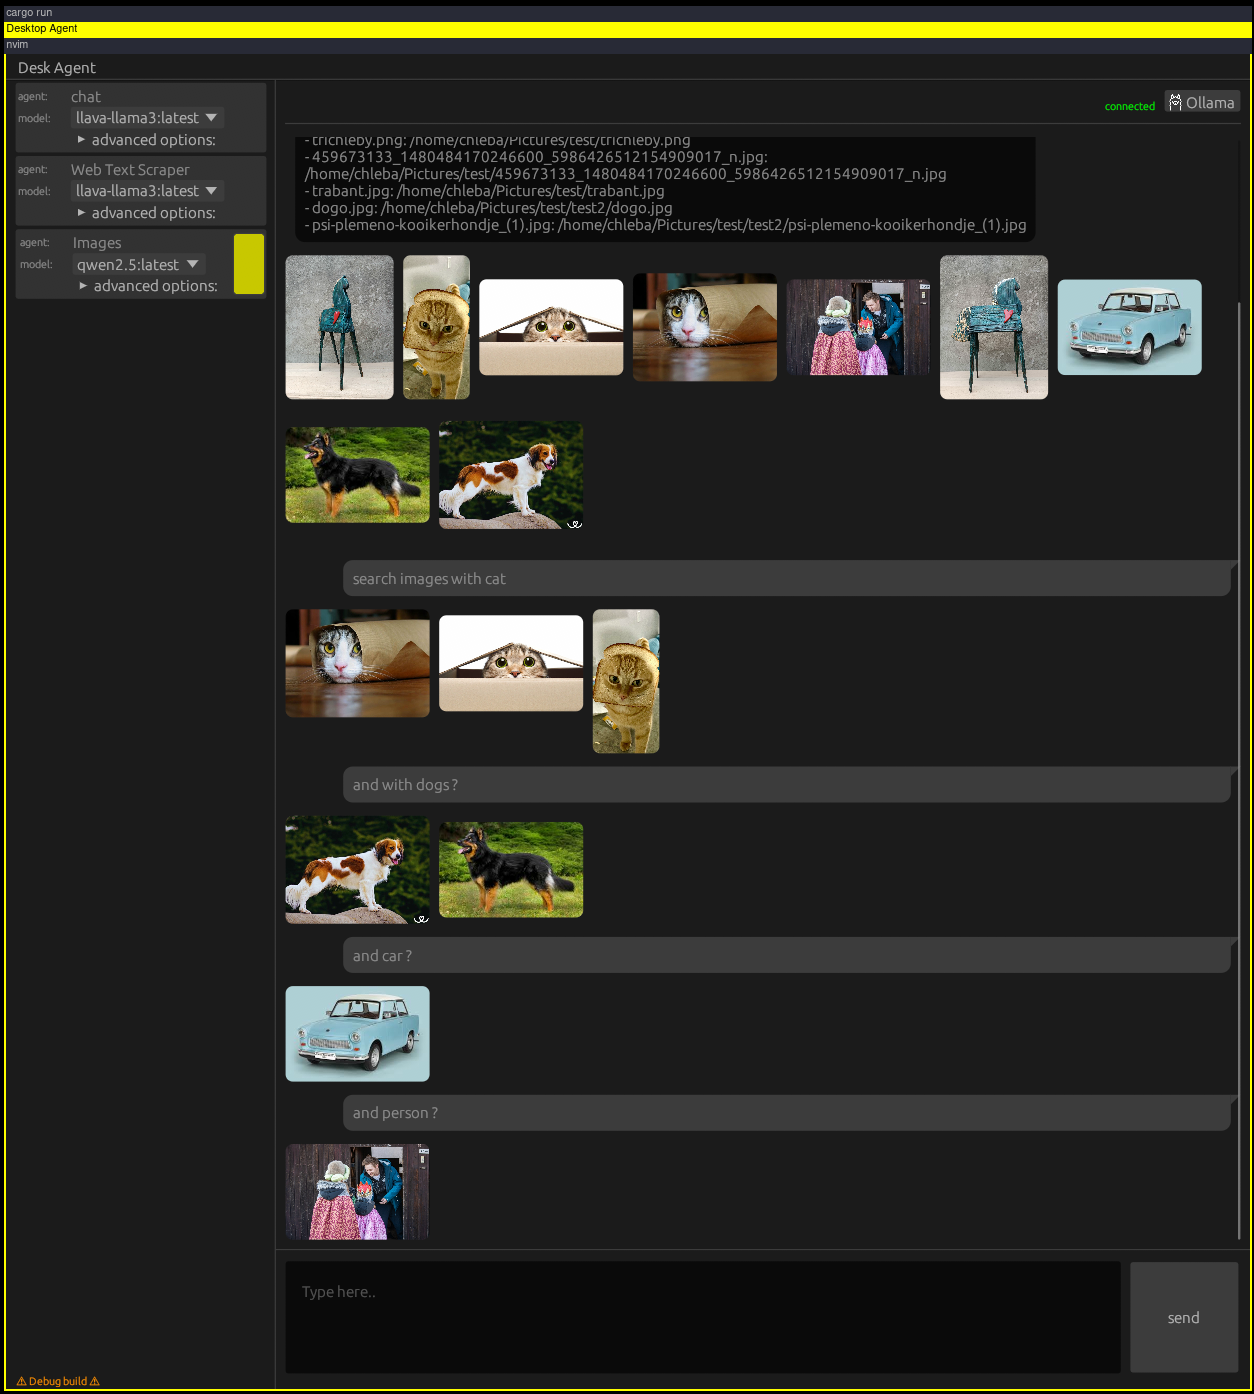 cargo run
Desktop Agent
nvim
Desk Agent
agent: chat
model: llava-llama3:latest
advanced options:
agent: Web Text Scraper
model: llava-llama3:latest
advanced options:
agent: Images
model: qwen2.5:latest
advanced options:
connected Ollama
- trichleby.png: /home/chleba/Pictures/test/trichleby.png
- 459673133_1480484170246600_5986426512154909017_n.jpg:
/home/chleba/Pictures/test/459673133_1480484170246600_5986426512154909017_n.jpg
- trabant.jpg: /home/chleba/Pictures/test/trabant.jpg
- dogo.jpg: /home/chleba/Pictures/test/test2/dogo.jpg
- psi-plemeno-kooikerhondje_(1).jpg: /home/chleba/Pictures/test/test2/psi-plemeno-kooikerhondje_(1).jpg
search images with cat
and with dogs ?
and car ?
and person ?
Type here..
send
⚠ Debug build ⚠